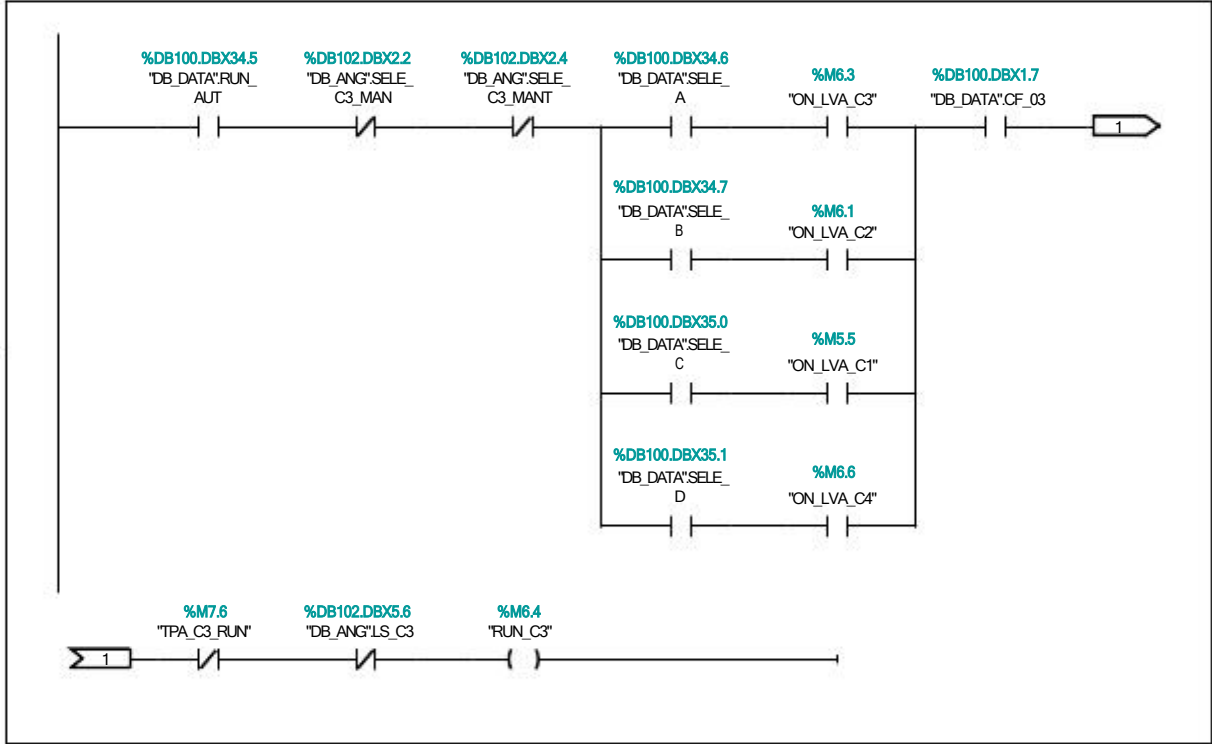 %DB100.DBX34.5
"DB_DATA".RUN_
AUT
%DB102.DBX2.2
"DB_ANG".SELE_
C3_MAN
%DB102.DBX2.4
"DB_ANG".SELE_
C3_MANT
%DB100.DBX34.6
"DB_DATA".SELE_
A
%M6.3
"ON_LVA_C3"
%DB100.DBX1.7
"DB_DATA".CF_03
1
%DB100.DBX34.7
"DB_DATA".SELE_
B
%M6.1
"ON_LVA_C2"
%DB100.DBX35.0
"DB_DATA".SELE_
C
%M5.5
"ON_LVA_C1"
%DB100.DBX35.1
"DB_DATA".SELE_
D
%M6.6
"ON_LVA_C4"
1
%M7.6
"TPA_C3_RUN"
%DB102.DBX5.6
"DB_ANG".LS_C3
%M6.4
"RUN_C3"